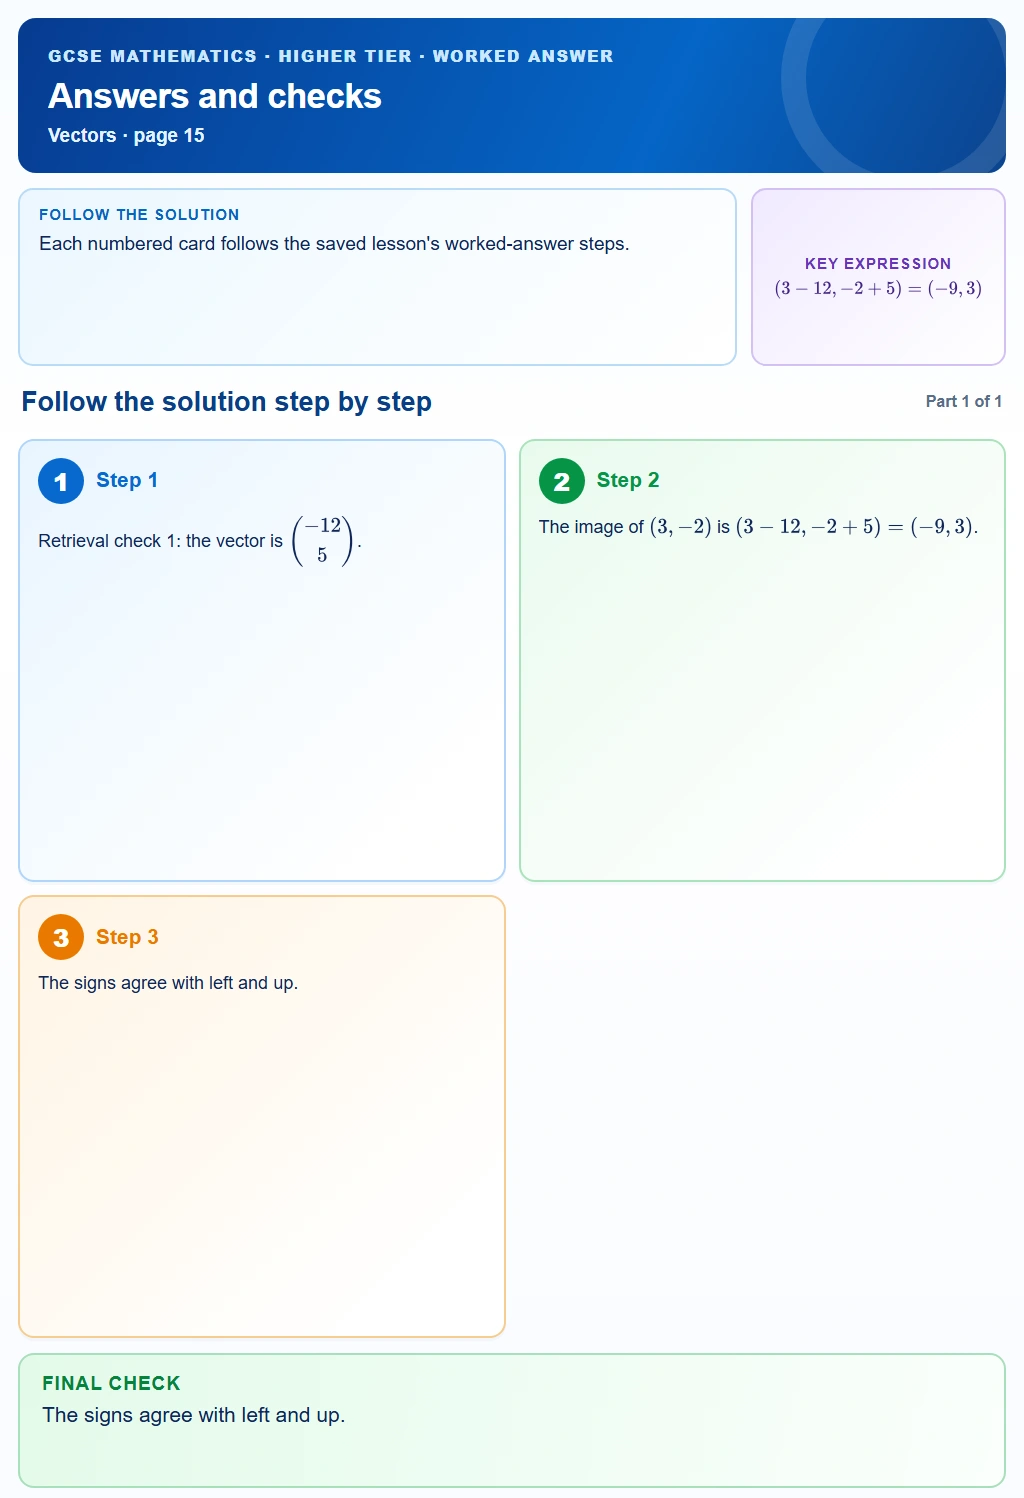 GCSE MATHEMATICS · HIGHER TIER · WORKED ANSWER
Answers and checks
Vectors · page 15
FOLLOW THE SOLUTION
Each numbered card follows the saved lesson's worked-answer steps.
KEY EXPRESSION
(3 − 12, −2 + 5) = (−9, 3)
Follow the solution step by step
Part 1 of 1
1 Step 1
Retrieval check 1: the vector is (−12
5).
2 Step 2
The image of (3, −2) is (3 − 12, −2 + 5) = (−9, 3).
3 Step 3
The signs agree with left and up.
FINAL CHECK
The signs agree with left and up.